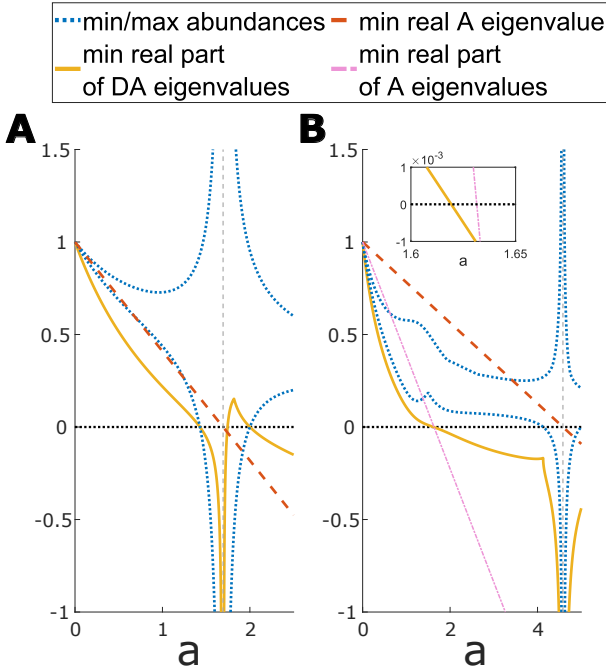 min/max abundances
min real part
of DA eigenvalues
min real A eigenvalue
min real part
of A eigenvalues
A
1.5
1
0.5
0
-0.5
-1
0
1
2
a
B
1.5
1
0.5
0
-0.5
-1
0
2
4
a
×10⁻³
1
0
-1
1.6
1.65
a